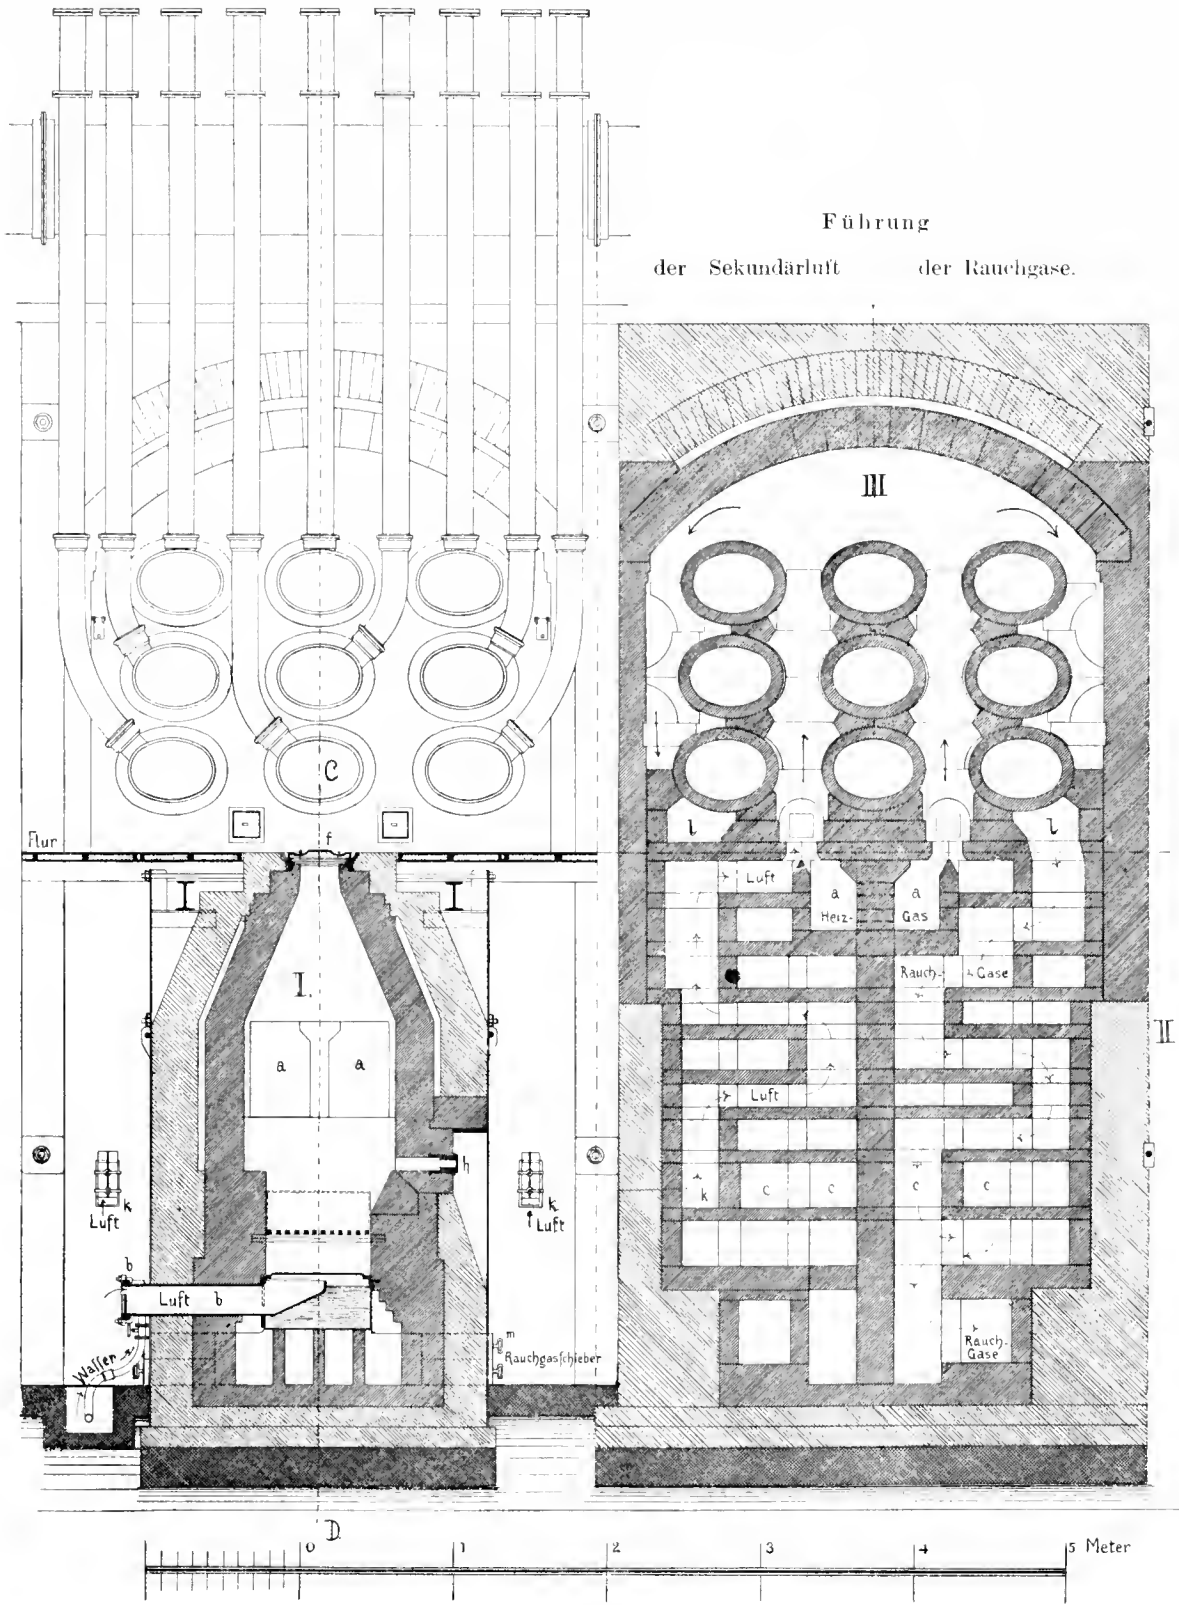 Führung
der Sekundärluft der Rauchgase.
III
C
l l
Flur f
Luft a a
Heiz- Gas
I. Rauch- Gase
II
a a
Luft
h
k k
k c c c c
Luft Luft
b
Luft b
m
Wasser Rauchgasschieber
Rauch-
Gase
D.
0 1 2 3 4 5 Meter